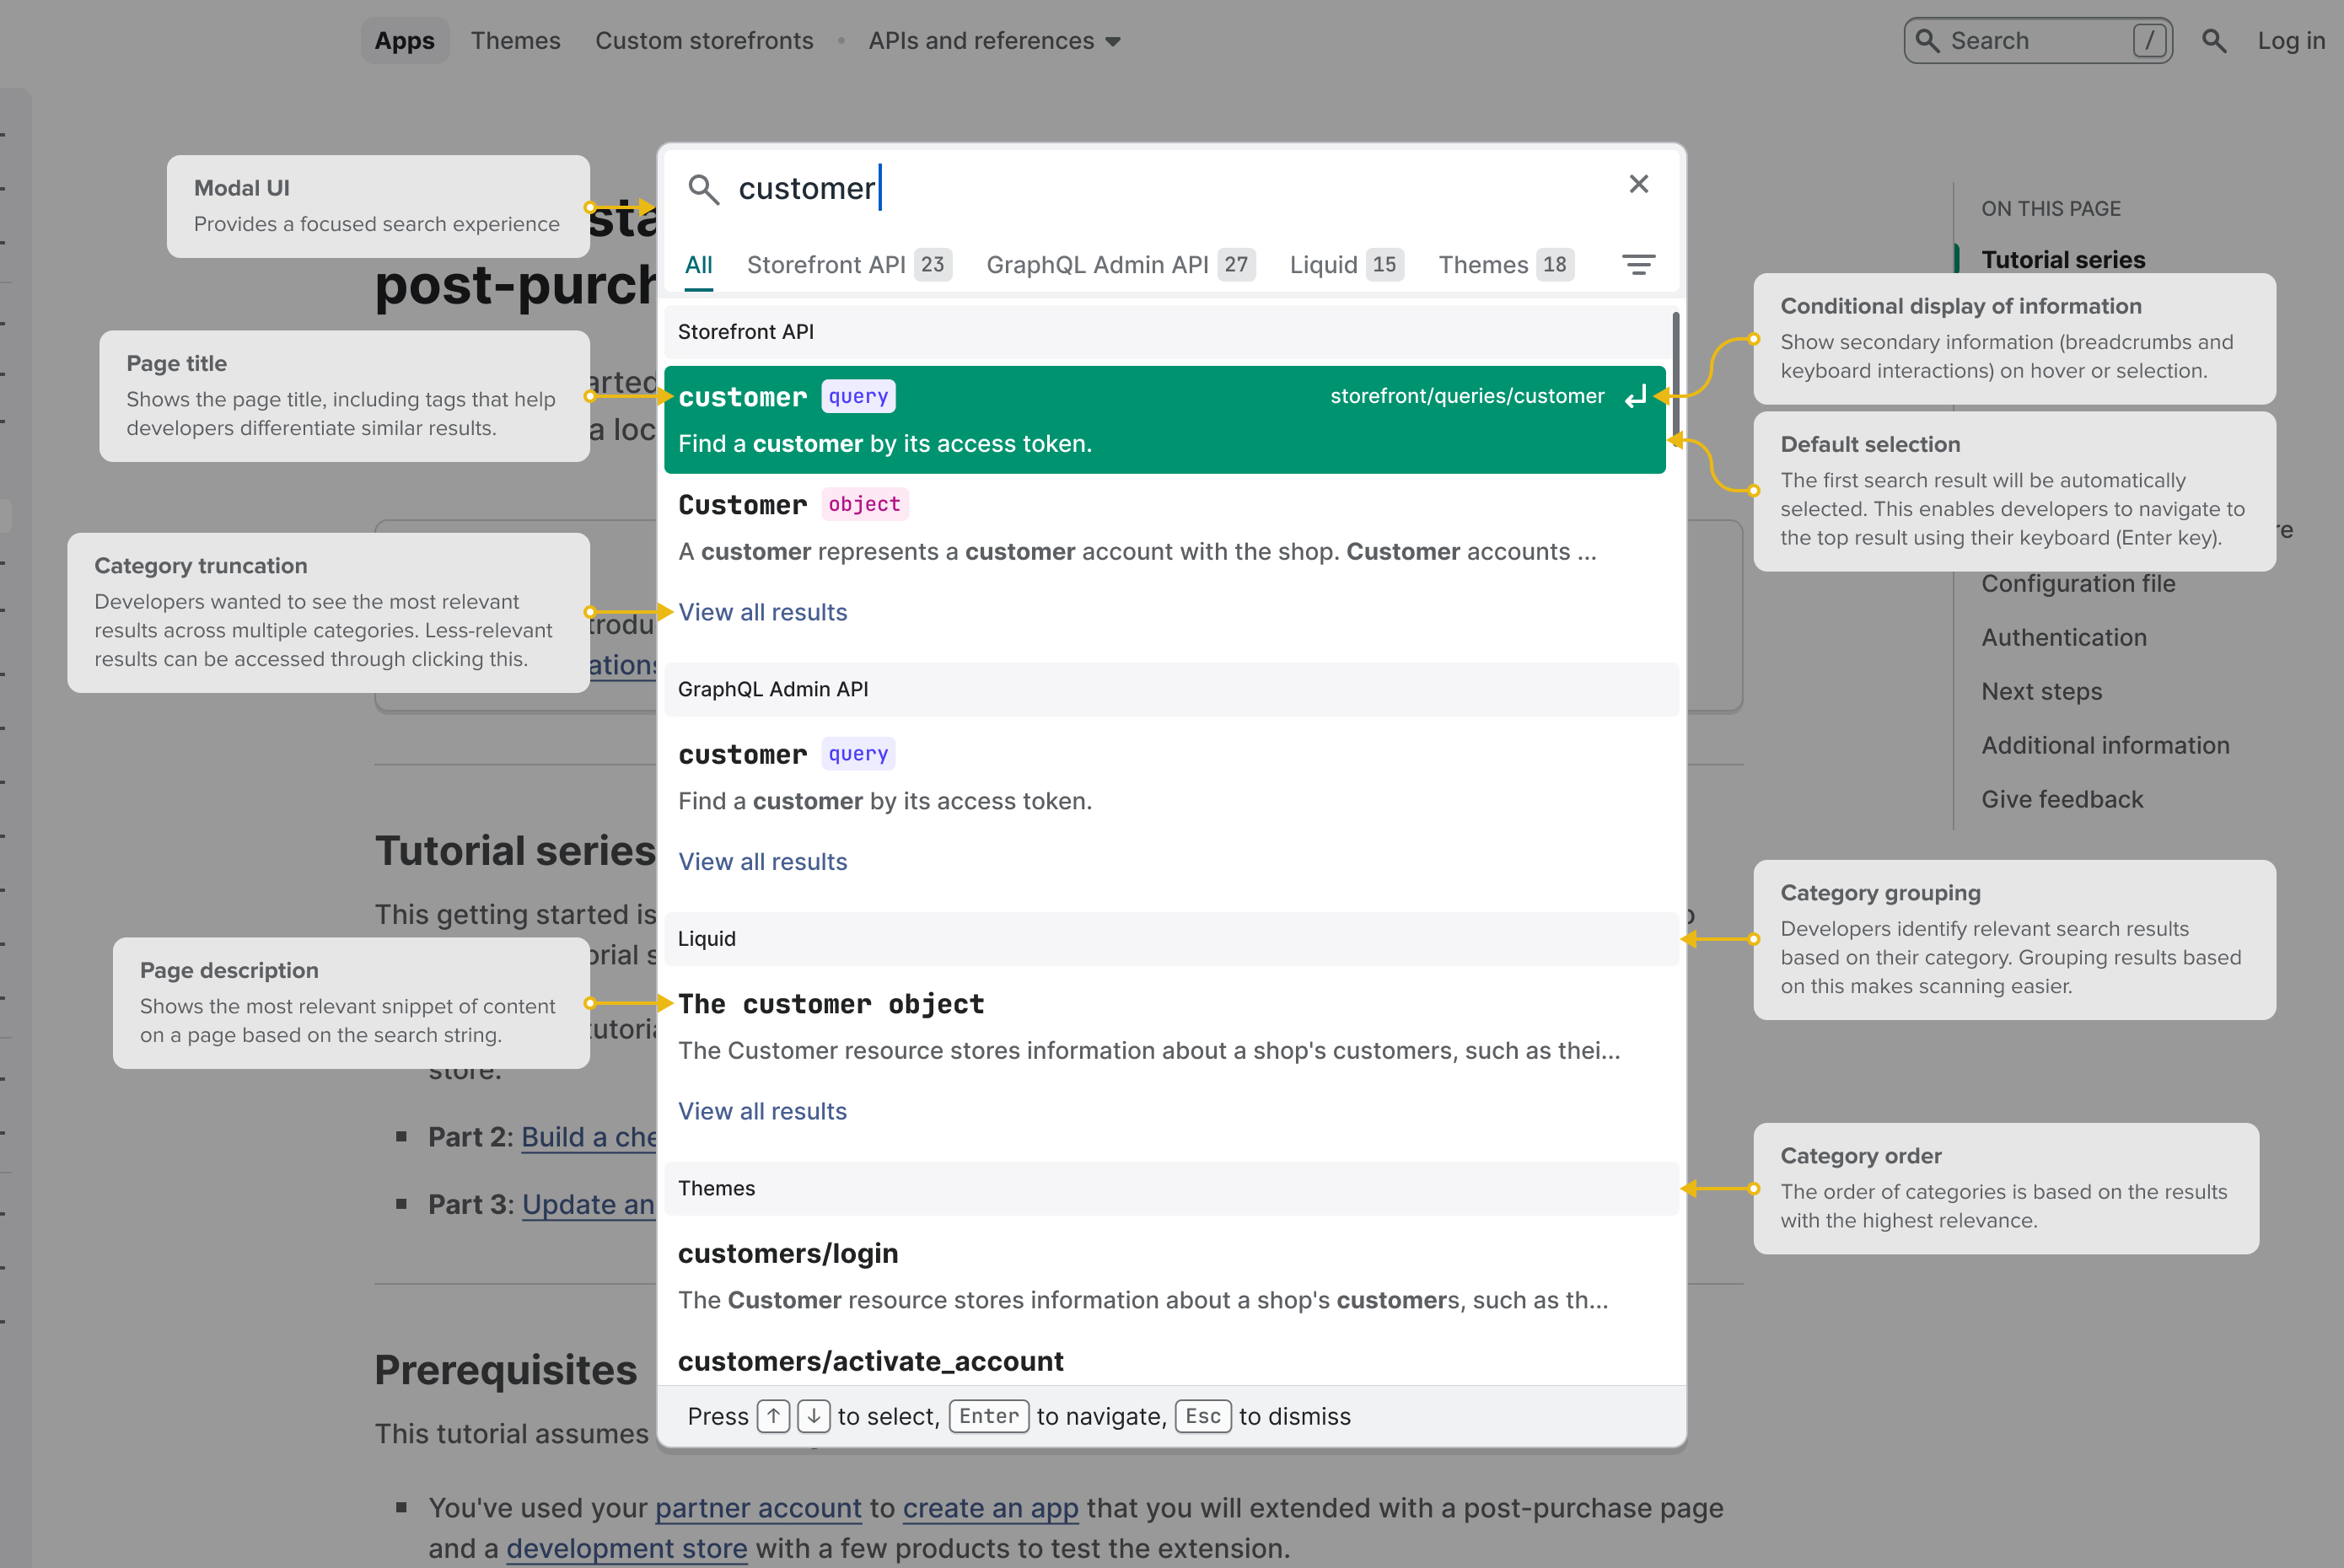 Apps Themes Custom storefronts • APIs and references
Search / Log in
Modal UI
Provides a focused search experience
post-purch
Page title
Shows the page title, including tags that help
developers differentiate similar results.
a loc
Category truncation
Developers wanted to see the most relevant
results across multiple categories. Less-relevant
results can be accessed through clicking this.
Tutorial series
This getting started is
Page description
Shows the most relevant snippet of content
on a page based on the search string.
store.
Part 2: Build a che
Part 3: Update an
Prerequisites
This tutorial assumes
You've used your partner account to create an app that you will extended with a post-purchase page
and a development store with a few products to test the extension.
customer
All Storefront API 23 GraphQL Admin API 27 Liquid 15 Themes 18
Storefront API
customer query storefront/queries/customer
Find a customer by its access token.
Customer object
A customer represents a customer account with the shop. Customer accounts ...
View all results
GraphQL Admin API
customer query
Find a customer by its access token.
View all results
Liquid
The customer object
The Customer resource stores information about a shop's customers, such as thei...
View all results
Themes
customers/login
The Customer resource stores information about a shop's customers, such as th...
customers/activate_account
Press ↑ ↓ to select, Enter to navigate, Esc to dismiss
ON THIS PAGE
Tutorial series
Conditional display of information
Show secondary information (breadcrumbs and
keyboard interactions) on hover or selection.
Default selection
The first search result will be automatically
selected. This enables developers to navigate to
the top result using their keyboard (Enter key).
Configuration file
Authentication
Next steps
Additional information
Give feedback
Category grouping
Developers identify relevant search results
based on their category. Grouping results based
on this makes scanning easier.
Category order
The order of categories is based on the results
with the highest relevance.